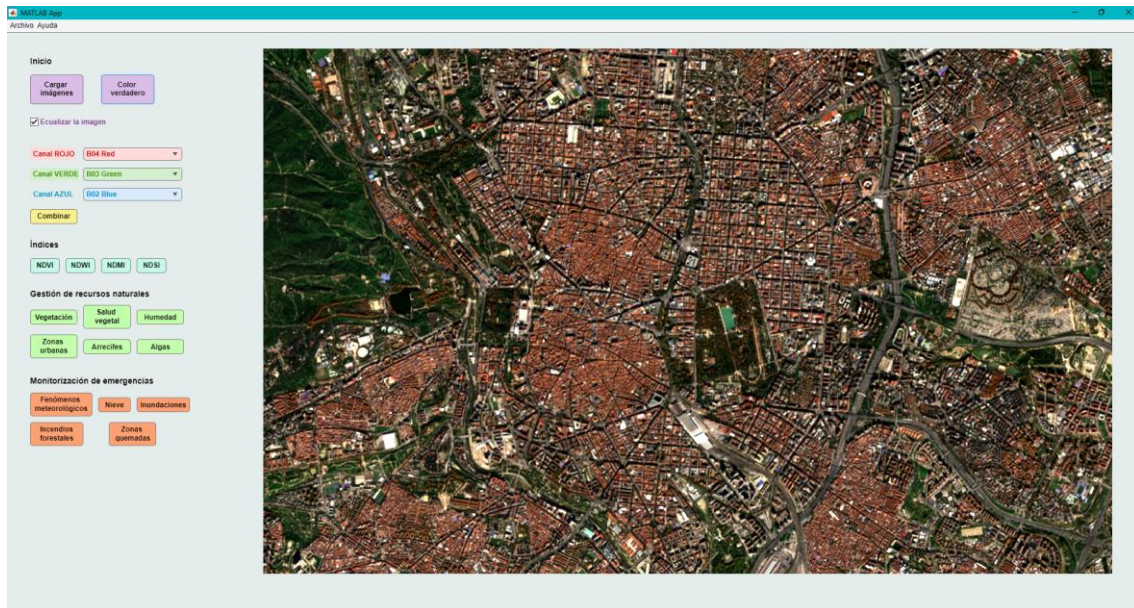 MATLAB App
Archivo Ayuda
Inicio
Cargar
imágenes
Color
verdadero
Ecualizar la imagen
Canal ROJO B04 Red
Canal VERDE B03 Green
Canal AZUL B02 Blue
Combinar
Índices
NDVI NDWI NDMI NDSI
Gestión de recursos naturales
Vegetación
Salud
vegetal
Humedad
Zonas
urbanas
Arrecifes
Algas
Monitorización de emergencias
Fenómenos
meteorológicos
Nieve
Inundaciones
Incendios
forestales
Zonas
quemadas